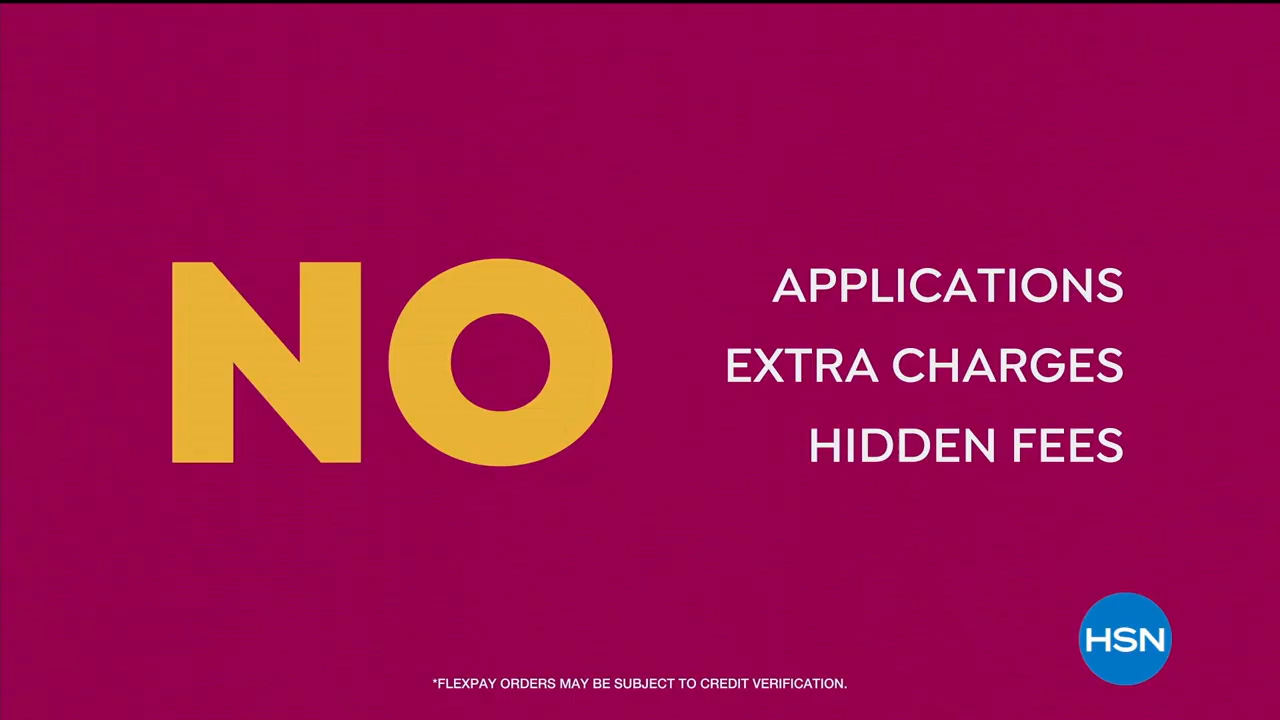 NO
APPLICATIONS
EXTRA CHARGES
HIDDEN FEES
HSN
*FLEXPAY ORDERS MAY BE SUBJECT TO CREDIT VERIFICATION.